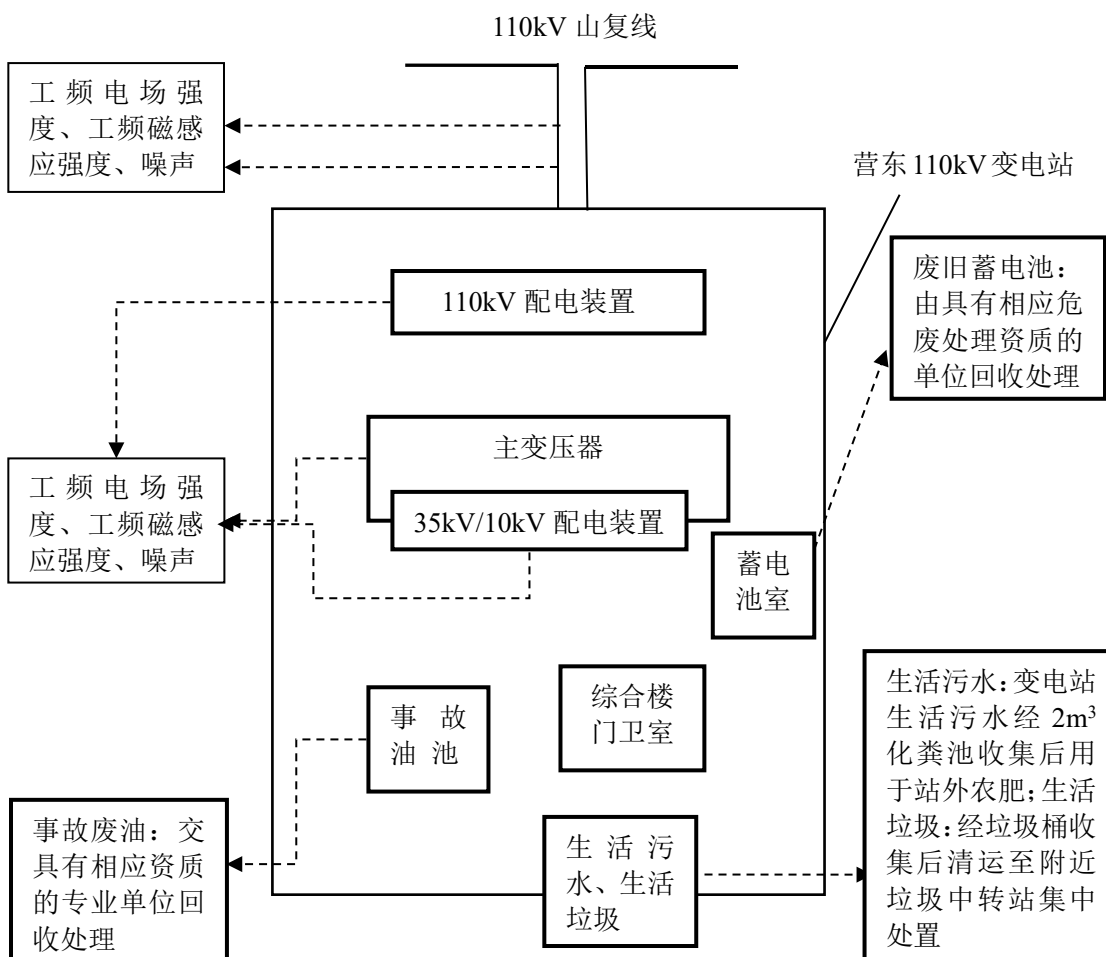 110kV 山复线
工频电场强
度、工频磁感
应强度、噪声
营东 110kV 变电站
废旧蓄电池：
由具有相应危
废处理资质的
单位回收处理
110kV 配电装置
主变压器
35kV/10kV 配电装置
工频电场强
度、工频磁感
应强度、噪声
蓄电
池室
综合楼
门卫室
事故
油池
生活污水：变电站
生活污水经 2m³
化粪池收集后用
于站外农肥；生活
垃圾：经垃圾桶收
集后清运至附近
垃圾中转站集中
处置
事故废油：交
具有相应资质
的专业单位回
收处理
生活污
水、生活
垃圾